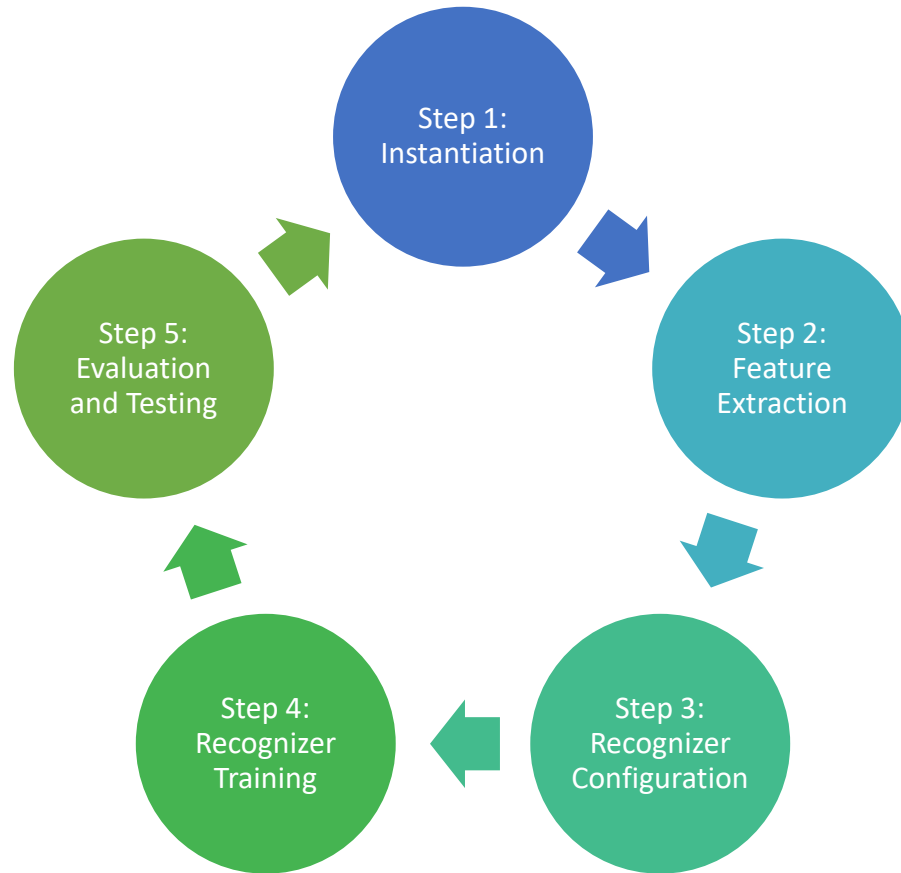 Step 1:
Instantiation
Step 2:
Feature
Extraction
Step 3:
Recognizer
Configuration
Step 4:
Recognizer
Training
Step 5:
Evaluation
and Testing